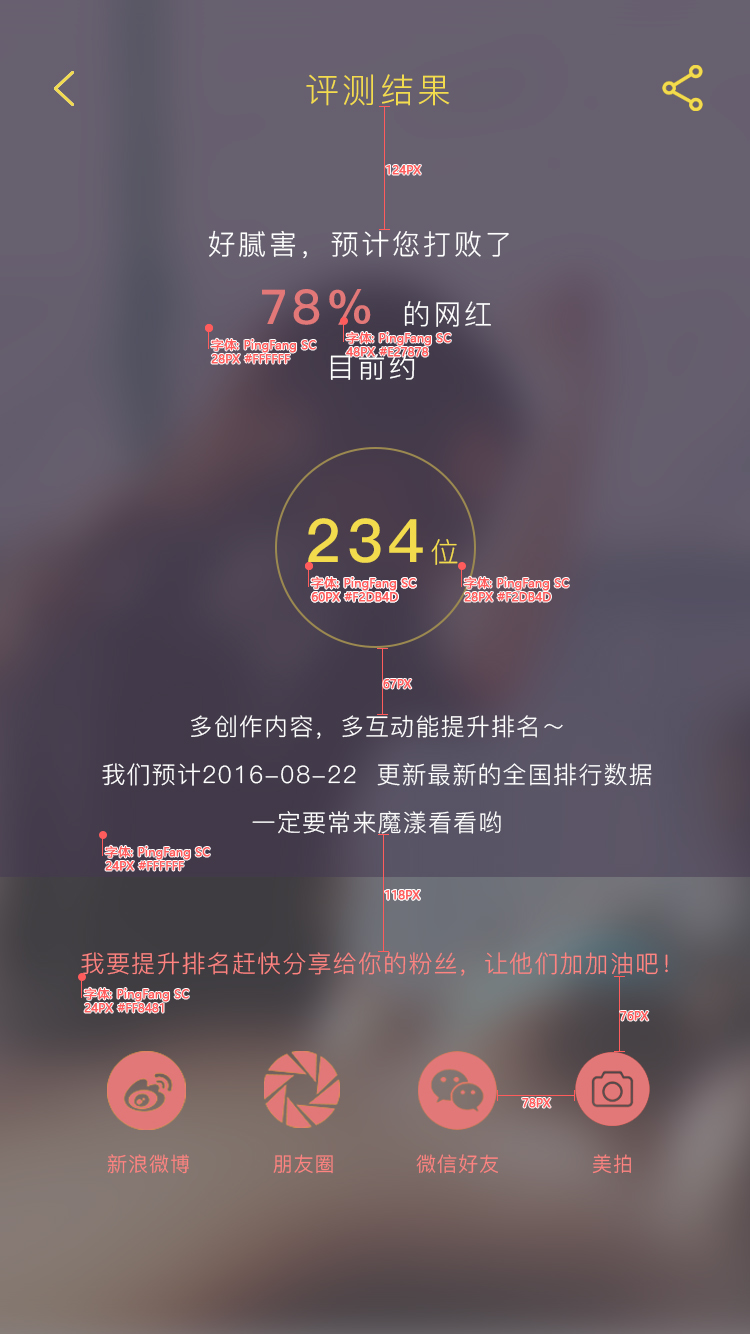 评测结果
124PX
好腻害，预计您打败了
78% 的网红
字体: PingFang SC
28PX #FFFFFF
字体: PingFang SC
48PX #E27878
目前约
234位
字体: PingFang SC
60PX #F2DB4D
字体: PingFang SC
28PX #F2DB4D
67PX
多创作内容，多互动能提升排名～
我们预计2016-08-22 更新最新的全国排行数据
一定要常来魔漾看看哟
字体: PingFang SC
24PX #FFFFFF
118PX
我要提升排名赶快分享给你的粉丝，让他们加加油吧！
字体: PingFang SC
24PX #FF8481
76PX
78PX
新浪微博 朋友圈 微信好友 美拍